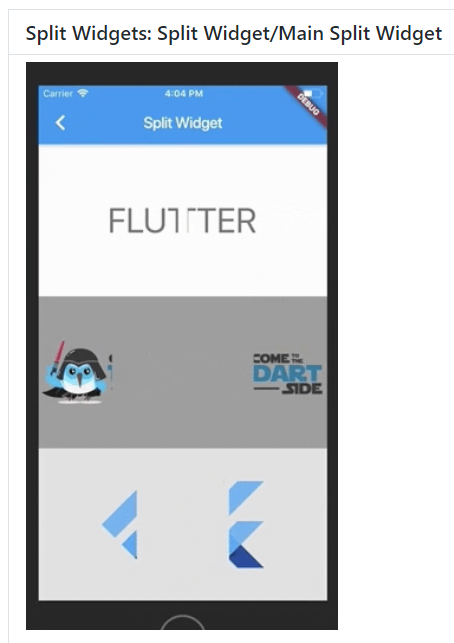 Split Widgets: Split Widget/Main Split Widget
Carrier 4:04 PM
DEBUG
Split Widget
FLUTTER
COME TO THE
DART
SIDE